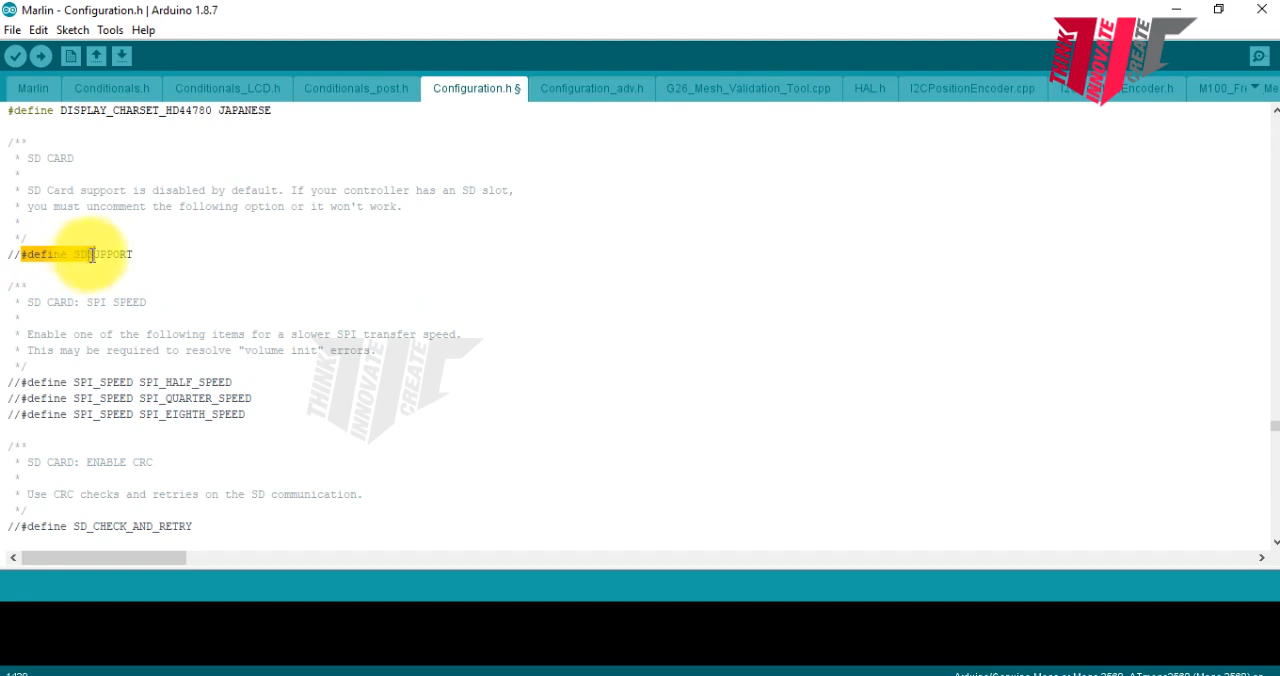 Marlin - Configuration.h | Arduino 1.8.7
File Edit Sketch Tools Help
THINK INNOVATE CREATE
Marlin Conditionals.h Conditionals_LCD.h Conditionals_post.h Configuration.h § Configuration_adv.h G26_Mesh_Validation_Tool.cpp HAL.h I2CPositionEncoder.cpp Encoder.h M100_Fr Me
#define DISPLAY_CHARSET_HD44780 JAPANESE
/**
* SD CARD
*
* SD Card support is disabled by default. If your controller has an SD slot,
* you must uncomment the following option or it won't work.
*
*/
//#define SDSUPPORT
/**
* SD CARD: SPI SPEED
*
* Enable one of the following items for a slower SPI transfer speed.
* This may be required to resolve "volume init" errors.
*/
//#define SPI_SPEED SPI_HALF_SPEED
//#define SPI_SPEED SPI_QUARTER_SPEED
//#define SPI_SPEED SPI_EIGHTH_SPEED
THINK INNOVATE CREATE
/**
* SD CARD: ENABLE CRC
*
* Use CRC checks and retries on the SD communication.
*/
//#define SD_CHECK_AND_RETRY